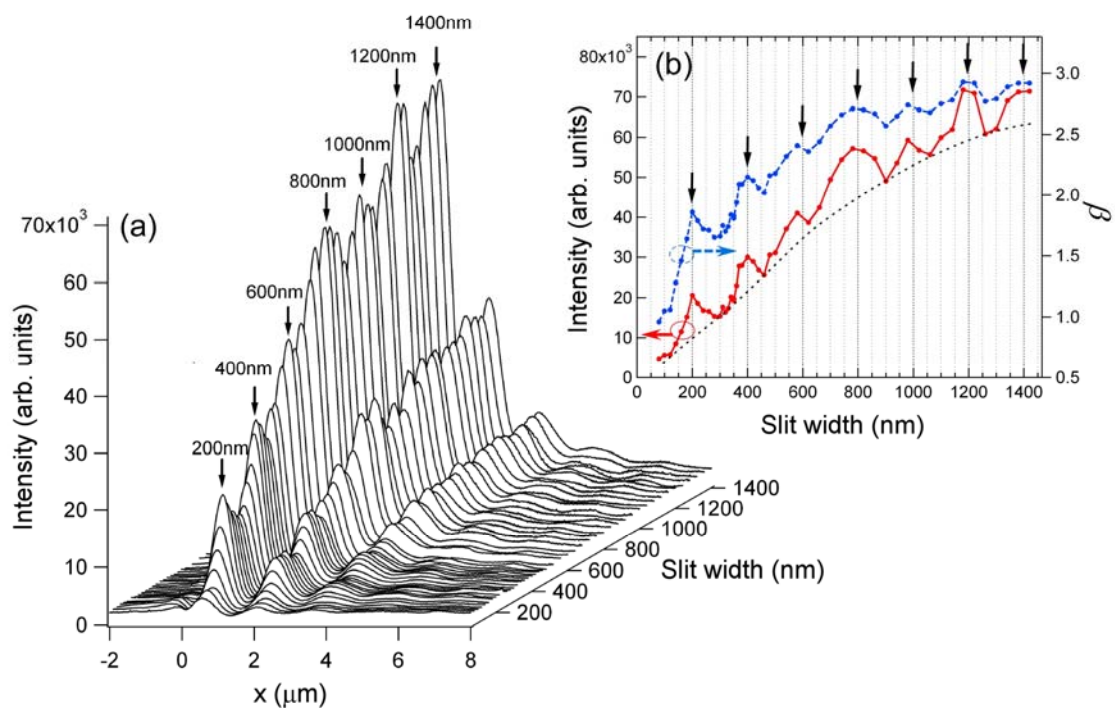 (a)
Intensity (arb. units)
70x10³
60
50
40
30
20
10
0
-2
0
2
4
6
8
x (μm)
200nm
400nm
600nm
800nm
1000nm
1200nm
1400nm
200
400
600
800
1000
1200
1400
Slit width (nm)
(b)
Intensity (arb. units)
80x10³
70
60
50
40
30
20
10
0
0
200
400
600
800
1000
1200
1400
Slit width (nm)
3.0
2.5
2.0
1.5
1.0
0.5
β